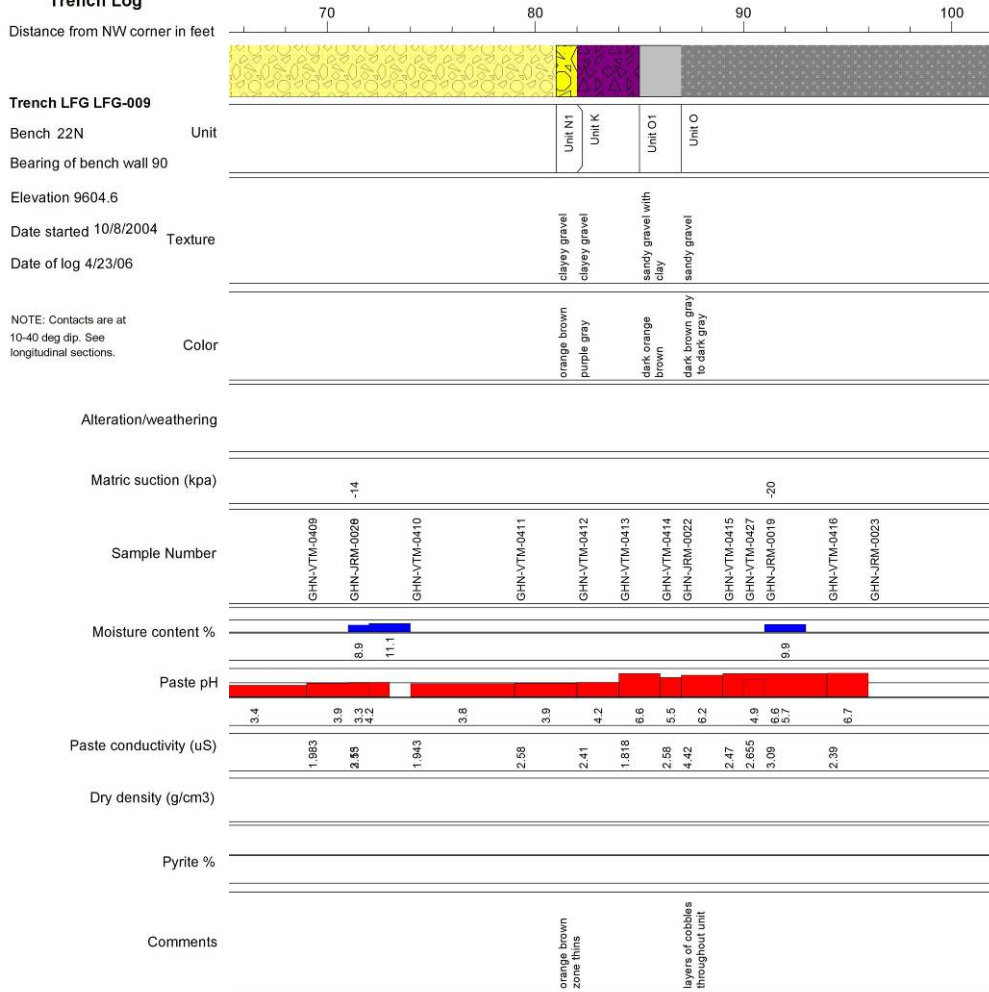 Trench Log
70 80 90 100
Distance from NW corner in feet
Trench LFG LFG-009
Bench 22N
Bearing of bench wall 90
Elevation 9604.6
Date started 10/8/2004
Date of log 4/23/06
NOTE: Contacts are at
10-40 deg dip. See
longitudinal sections.
Unit
Unit N1
Unit K
Unit O1
Unit O
Texture
clayey gravel
clayey gravel
sandy gravel with
clay
sandy gravel
Color
orange brown
purple gray
dark orange
brown
dark brown gray
to dark gray
Alteration/weathering
Matric suction (kpa)
-14
-20
Sample Number
GHN-VTM-0409
GHN-VTM-0410
GHN-VTM-0411
GHN-VTM-0412
GHN-VTM-0413
GHN-VTM-0414
GHN-JRM-0022
GHN-VTM-0415
GHN-VTM-0427
GHN-JRM-0019
GHN-VTM-0416
GHN-JRM-0023
Moisture content %
8.9
11.1
9.9
Paste pH
3.4
3.9
3.3
4.2
3.8
3.9
4.2
6.6
5.5
6.2
4.9
6.6
5.7
6.7
Paste conductivity (uS)
1.983
1.943
2.58
2.41
1.818
2.58
4.42
2.47
2.655
3.09
2.39
Dry density (g/cm3)
Pyrite %
Comments
orange brown
zone thins
layers of cobbles
throughout unit